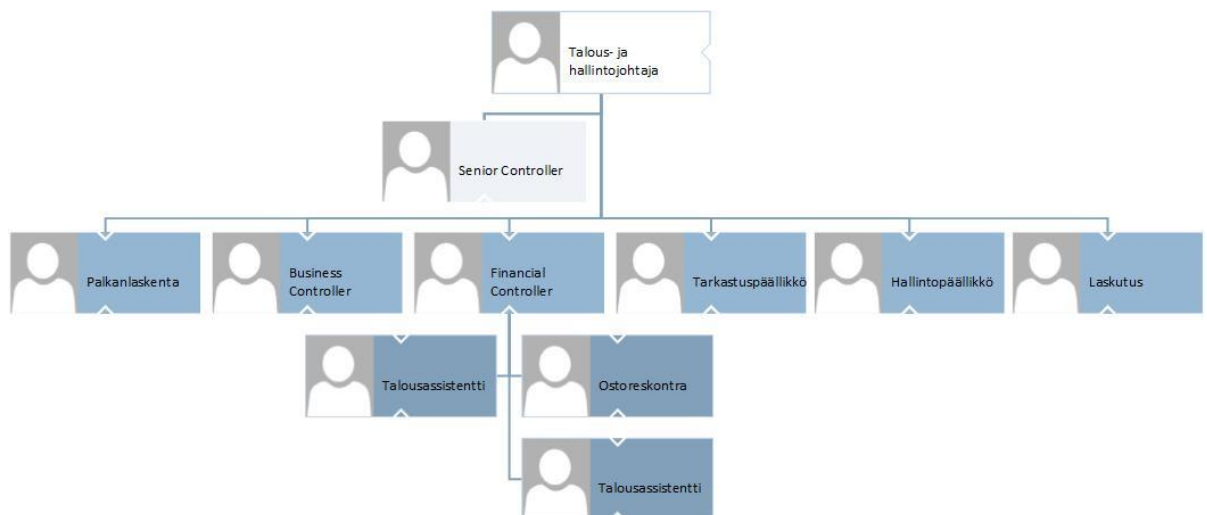 Talous- ja
hallintojohtaja
Senior Controller
Palkanlaskenta
Business
Controller
Financial
Controller
Tarkastuspäällikkö
Hallintopäällikkö
Laskutus
Talousassistentti
Ostoreskontra
Talousassistentti